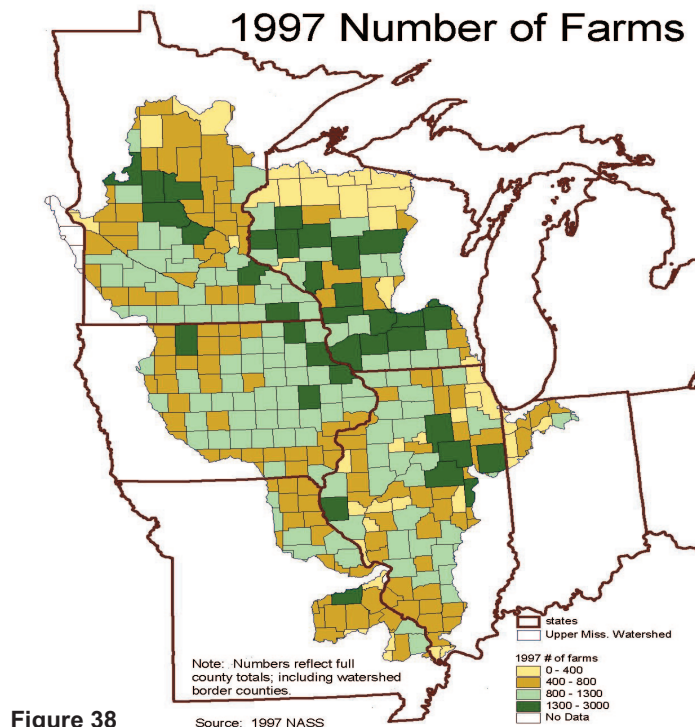 1997 Number of Farms
states
Upper Miss. Watershed
1997 # of farms
0 - 400
400 - 800
800 - 1300
1300 - 3000
No Data
Note: Numbers reflect full
county totals; including watershed
border counties.
Figure 38
Source: 1997 NASS